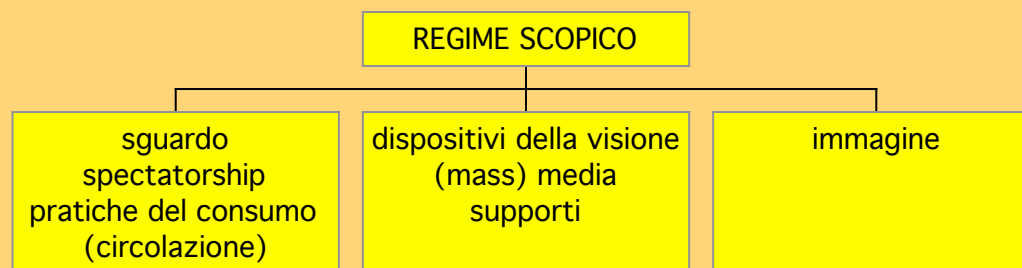 REGIME SCOPICO
sguardo
spectatorship
pratiche del consumo
(circolazione)
dispositivi della visione
(mass) media
supporti
immagine